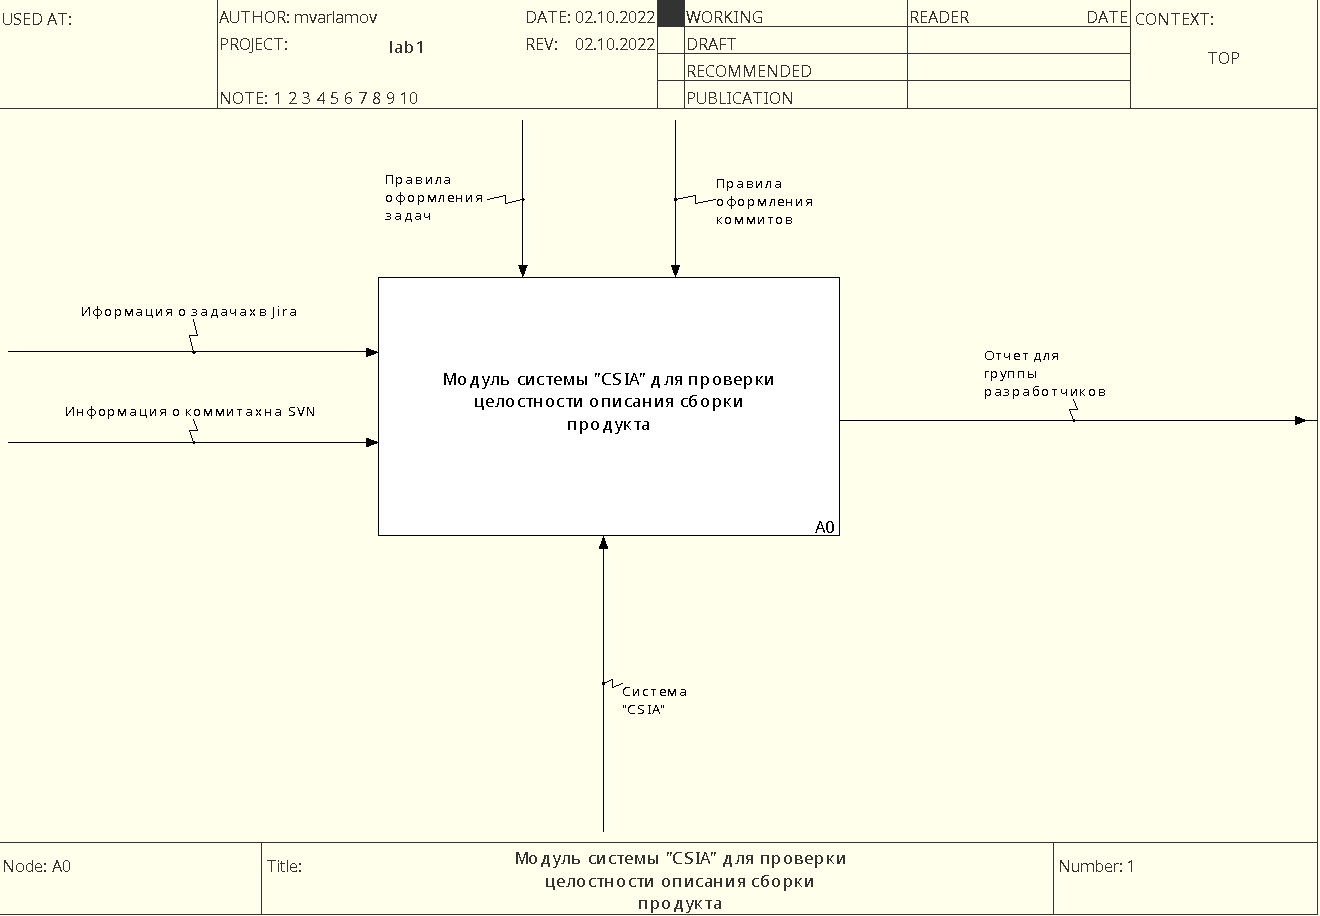 USED AT:
AUTHOR: mvarlamov
DATE: 02.10.2022
WORKING
READER
DATE
CONTEXT:
PROJECT:
lab1
REV: 02.10.2022
DRAFT
TOP
RECOMMENDED
NOTE: 1 2 3 4 5 6 7 8 9 10
PUBLICATION
Правила
оформления
задач
Правила
оформления
коммитов
Иформация о задачах в Jira
Информация о коммитах на SVN
Модуль системы "CSIA" для проверки
целостности описания сборки
продукта
A0
Отчет для
группы
разработчиков
Система
"CSIA"
Node: A0
Title:
Модуль системы "CSIA" для проверки
целостности описания сборки
продукта
Number: 1